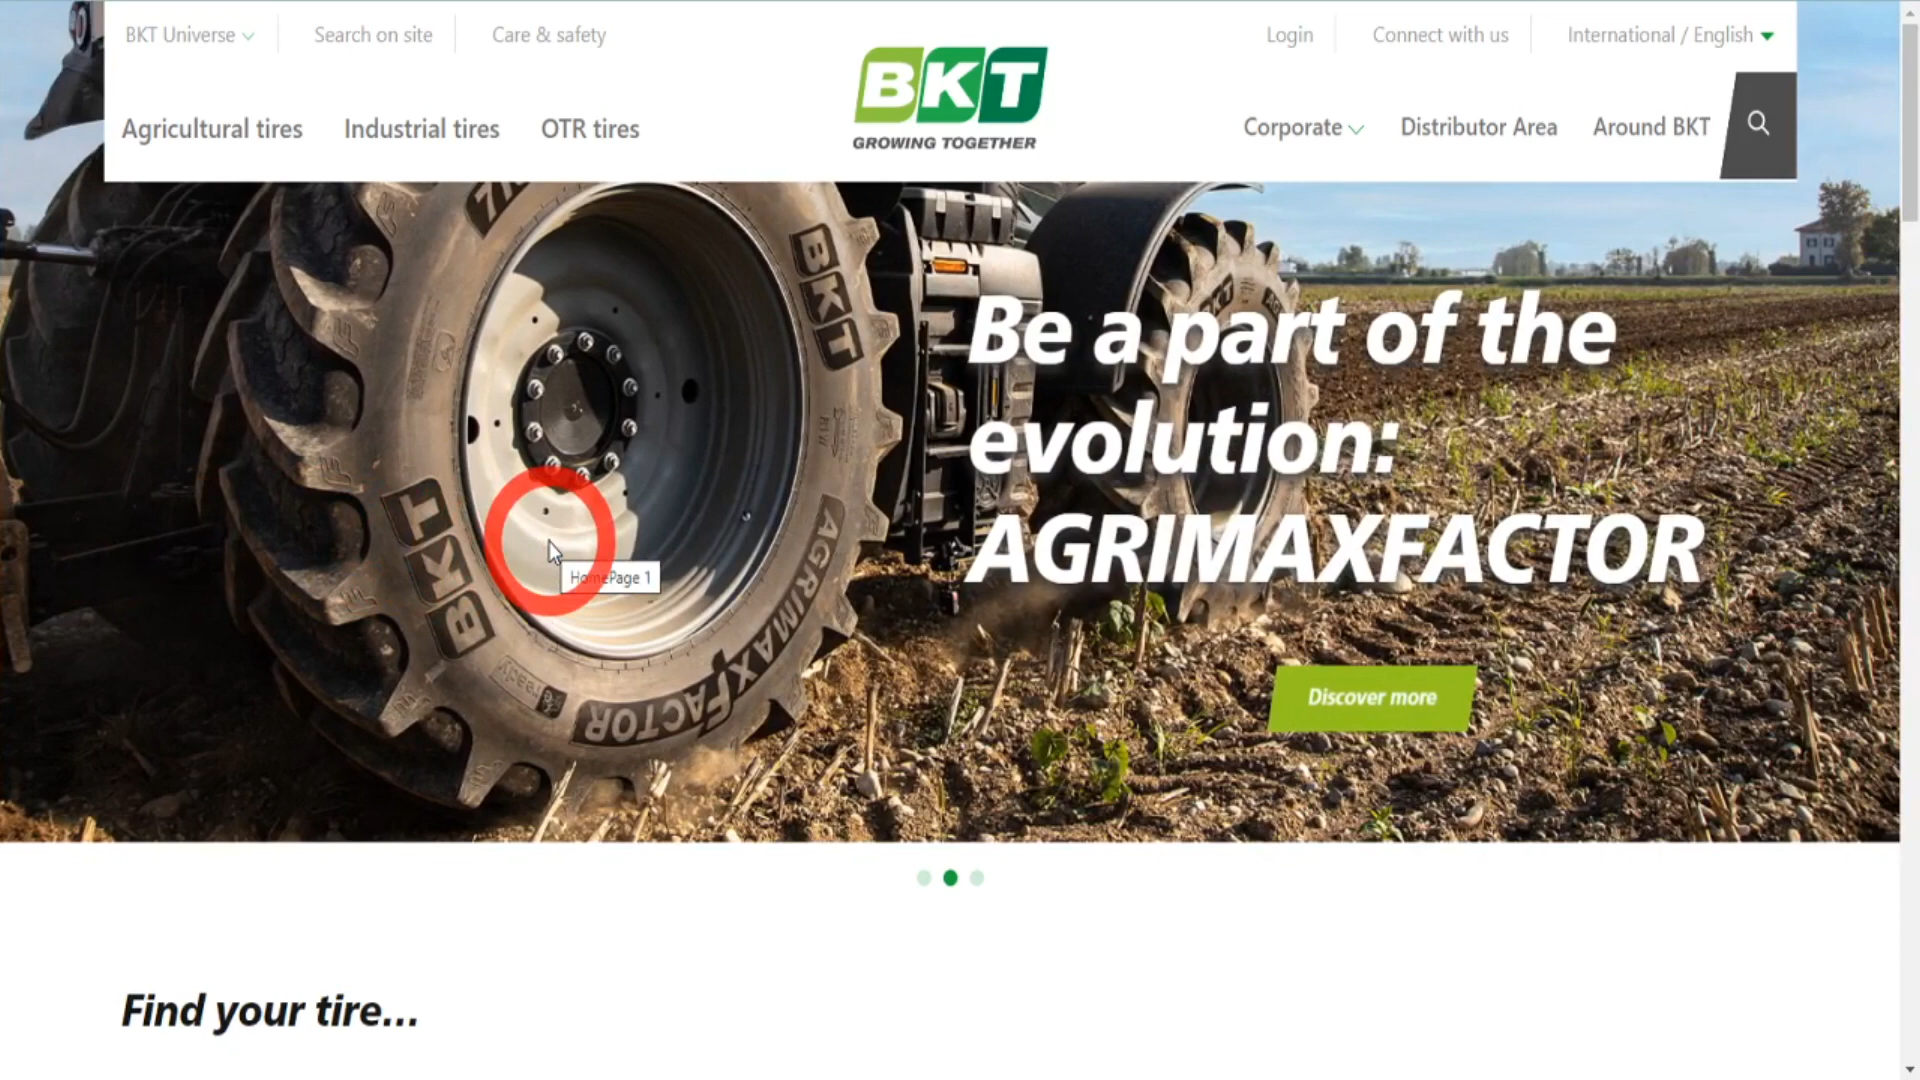 BKT Universe
Search on site
Care & safety
Login
Connect with us
International / English
Agricultural tires
Industrial tires
OTR tires
BKT
GROWING TOGETHER
Corporate
Distributor Area
Around BKT
BKT
BKT
AGRIMAXFACTOR
Be a part of the
evolution:
AGRIMAXFACTOR
HomePage 1
Discover more
Find your tire...